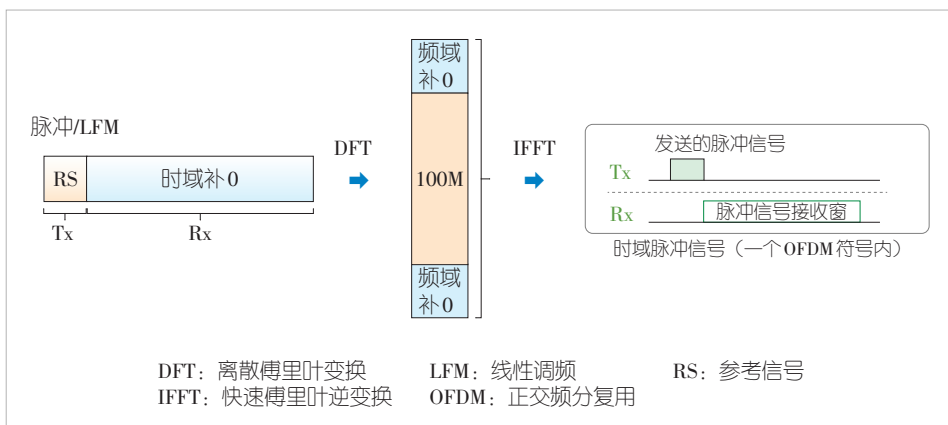 脉冲/LFM
RS
时域补0
Tx
Rx
DFT
频域
补0
100M
频域
补0
IFFT
发送的脉冲信号
Tx
Rx
脉冲信号接收窗
时域脉冲信号（一个OFDM符号内）
DFT：离散傅里叶变换 LFM：线性调频 RS：参考信号
IFFT：快速傅里叶逆变换 OFDM：正交频分复用